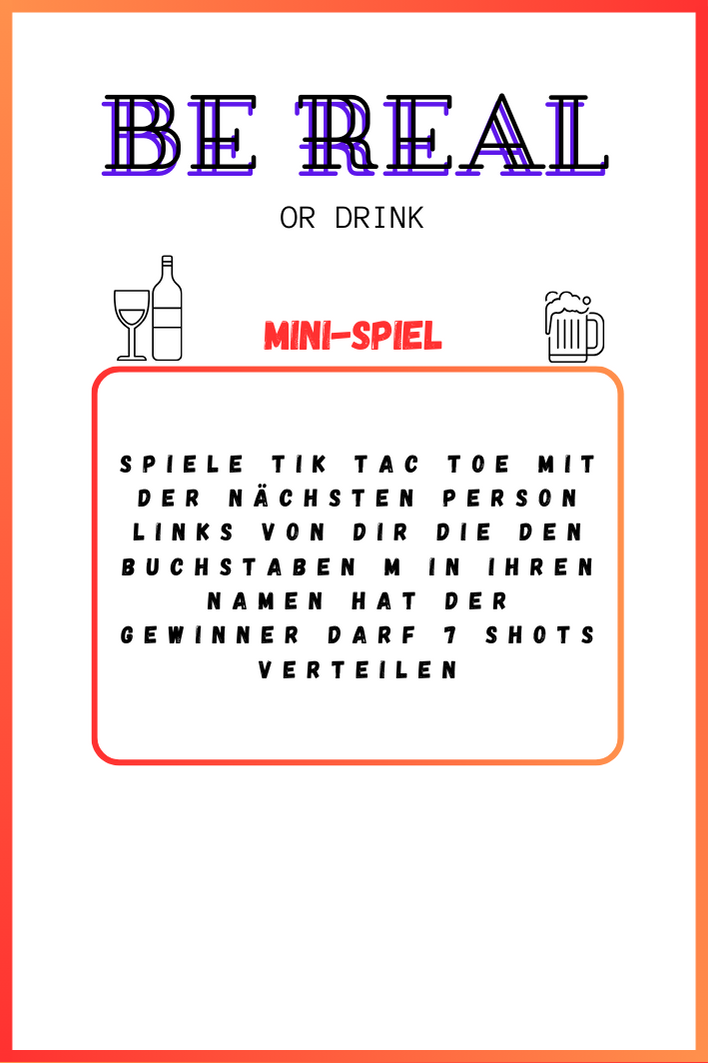 BE REAL
OR DRINK
MINI-SPIEL
SPIELE TIK TAC TOE MIT
DER NÄCHSTEN PERSON
LINKS VON DIR DIE DEN
BUCHSTABEN M IN IHREN
NAMEN HAT DER
GEWINNER DARF 7 SHOTS
VERTEILEN